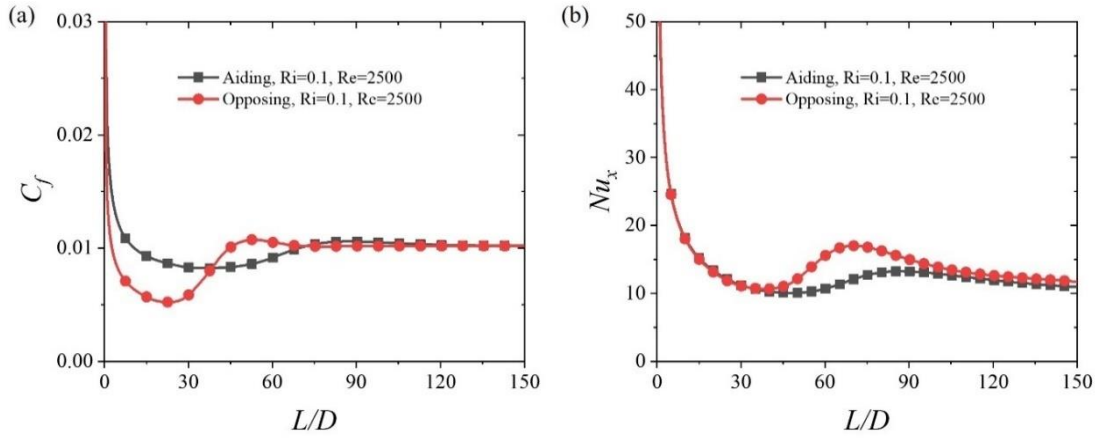 (a)
0.03
0.02
0.01
0.00
C_f
Aiding, Ri=0.1, Re=2500
Opposing, Ri=0.1, Re=2500
0 30 60 90 120 150
L/D
(b)
50
40
30
20
10
0
Nu_x
Aiding, Ri=0.1, Re=2500
Opposing, Ri=0.1, Re=2500
0 30 60 90 120 150
L/D